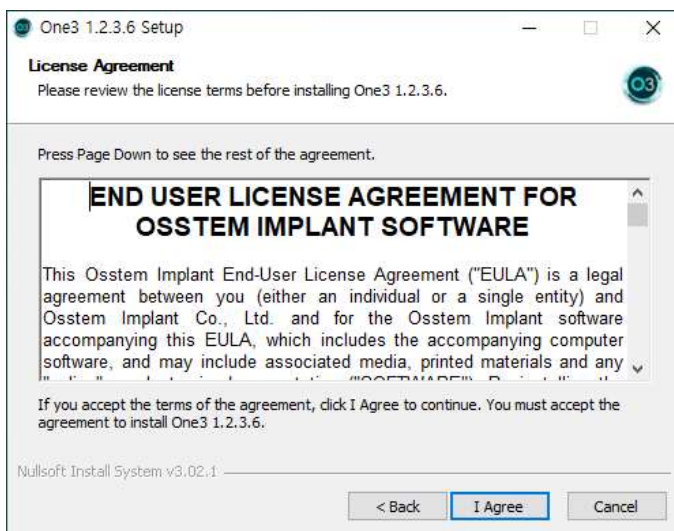 One3 1.2.3.6 Setup
License Agreement
Please review the license terms before installing One3 1.2.3.6.
O3
Press Page Down to see the rest of the agreement.
END USER LICENSE AGREEMENT FOR
OSSTEM IMPLANT SOFTWARE
This Osstem Implant End-User License Agreement ("EULA") is a legal
agreement between you (either an individual or a single entity) and
Osstem Implant Co., Ltd. and for the Osstem Implant software
accompanying this EULA, which includes the accompanying computer
software, and may include associated media, printed materials and any
If you accept the terms of the agreement, click I Agree to continue. You must accept the
agreement to install One3 1.2.3.6.
Nullsoft Install System v3.02.1
< Back
I Agree
Cancel